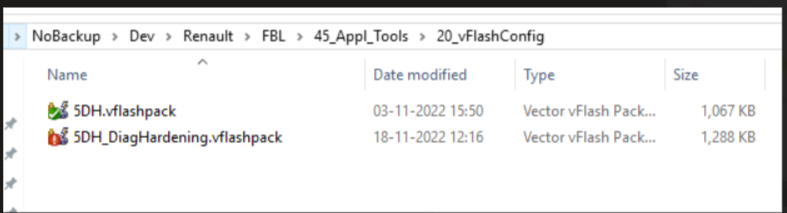 NoBackup > Dev > Renault > FBL > 45_Appl_Tools > 20_vFlashConfig
Name Date modified Type Size
5DH.vflashpack 03-11-2022 15:50 Vector vFlash Pack... 1,067 KB
5DH_DiagHardening.vflashpack 18-11-2022 12:16 Vector vFlash Pack... 1,288 KB